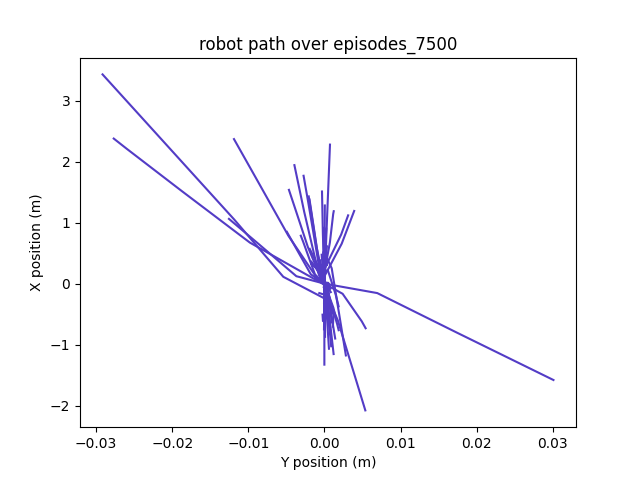 robot path over episodes_7500
X position (m)
3
2
1
0
−1
−2
−0.03 −0.02 −0.01 0.00 0.01 0.02 0.03
Y position (m)